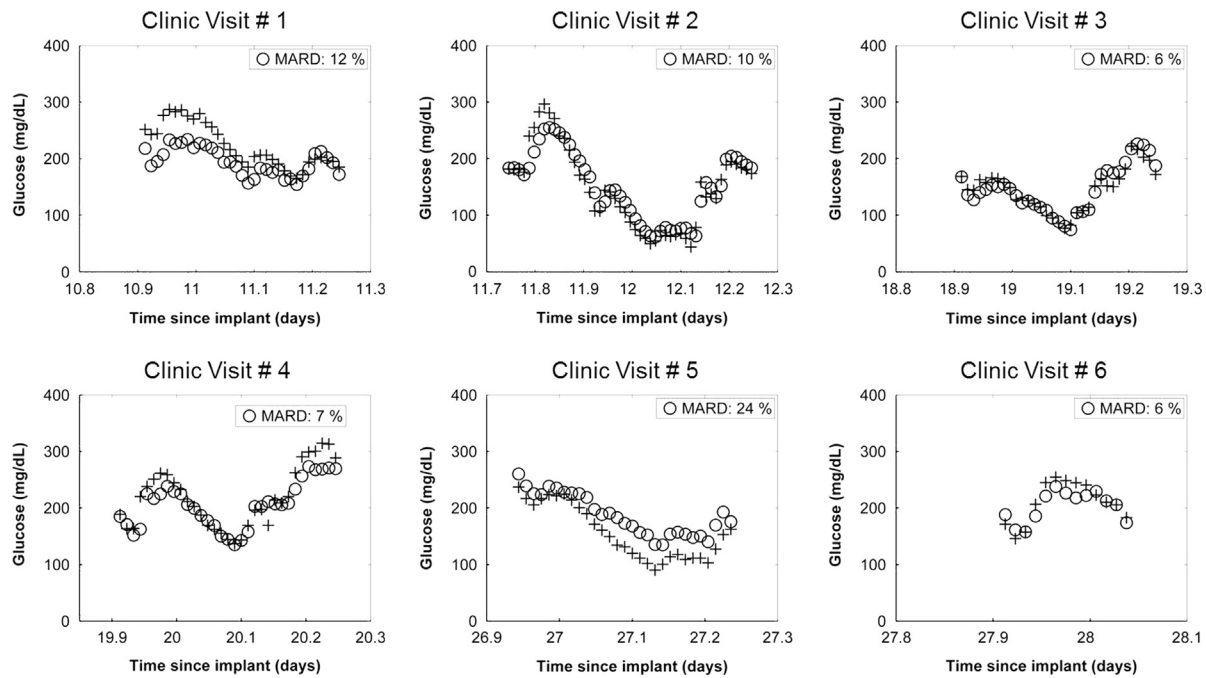 Clinic Visit # 1
Clinic Visit # 2
Clinic Visit # 3
400
300
200
100
0
Glucose (mg/dL)
MARD: 12 %
10.8 10.9 11 11.1 11.2 11.3
Time since implant (days)
400
300
200
100
0
Glucose (mg/dL)
MARD: 10 %
11.7 11.8 11.9 12 12.1 12.2 12.3
Time since implant (days)
400
300
200
100
0
Glucose (mg/dL)
MARD: 6 %
18.8 18.9 19 19.1 19.2 19.3
Time since implant (days)
Clinic Visit # 4
Clinic Visit # 5
Clinic Visit # 6
400
300
200
100
0
Glucose (mg/dL)
MARD: 7 %
19.9 20 20.1 20.2 20.3
Time since implant (days)
400
300
200
100
0
Glucose (mg/dL)
MARD: 24 %
26.9 27 27.1 27.2 27.3
Time since implant (days)
400
300
200
100
0
Glucose (mg/dL)
MARD: 6 %
27.8 27.9 28 28.1
Time since implant (days)